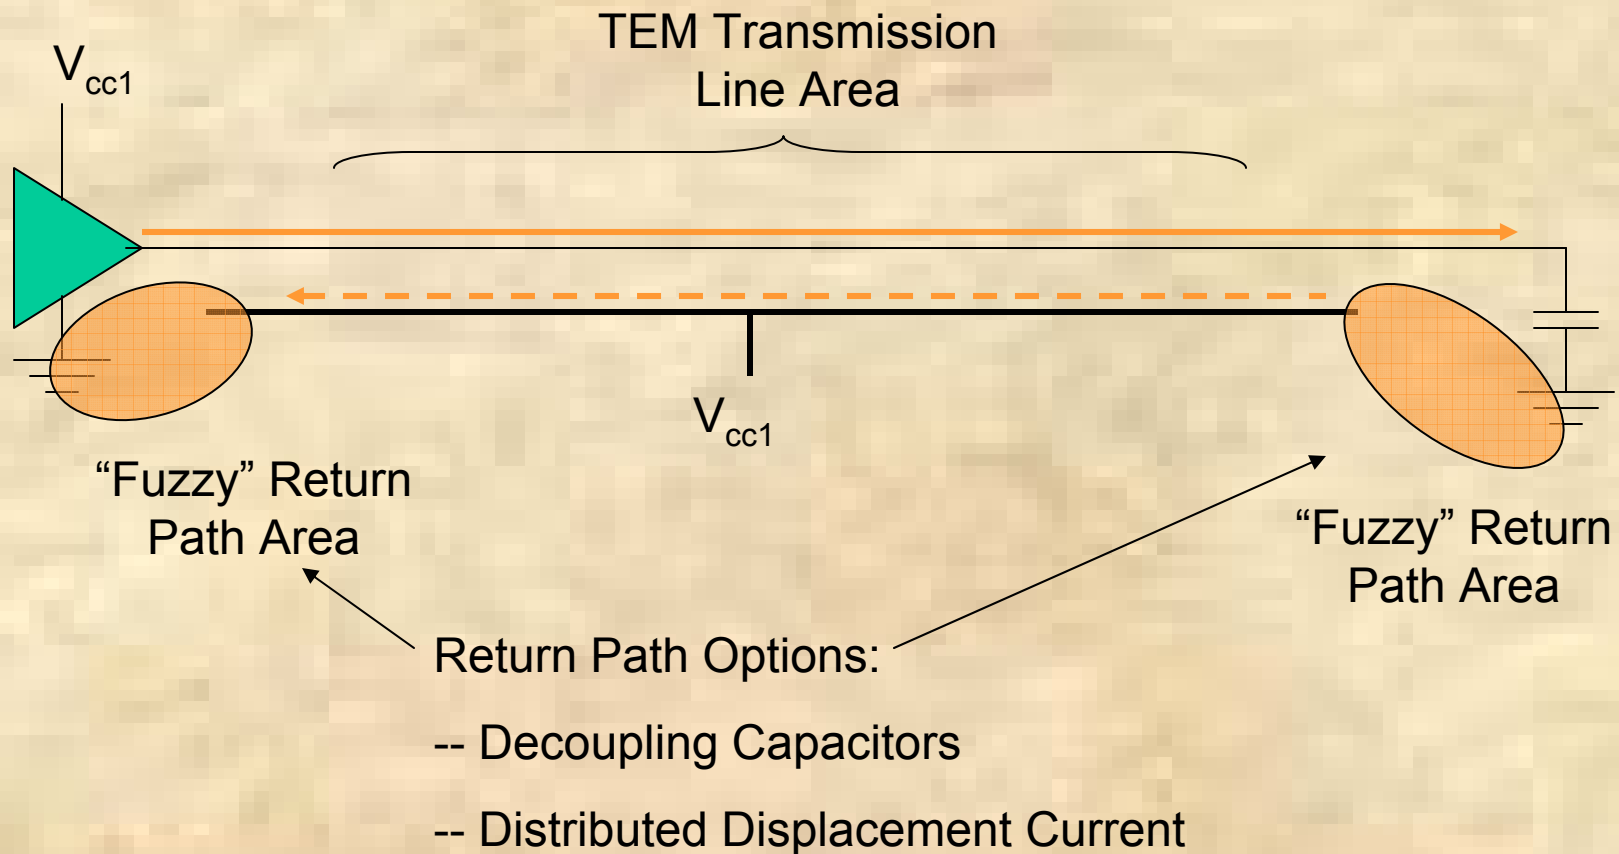 TEM Transmission
Line Area
Vcc1
Vcc1
“Fuzzy” Return
Path Area
“Fuzzy” Return
Path Area
Return Path Options:
-- Decoupling Capacitors
-- Distributed Displacement Current